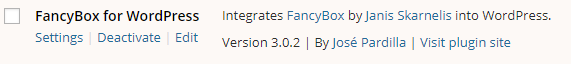 FancyBox for WordPress
Settings | Deactivate | Edit
Integrates FancyBox by Janis Skarnelis into WordPress.
Version 3.0.2 | By José Pardilla | Visit plugin site